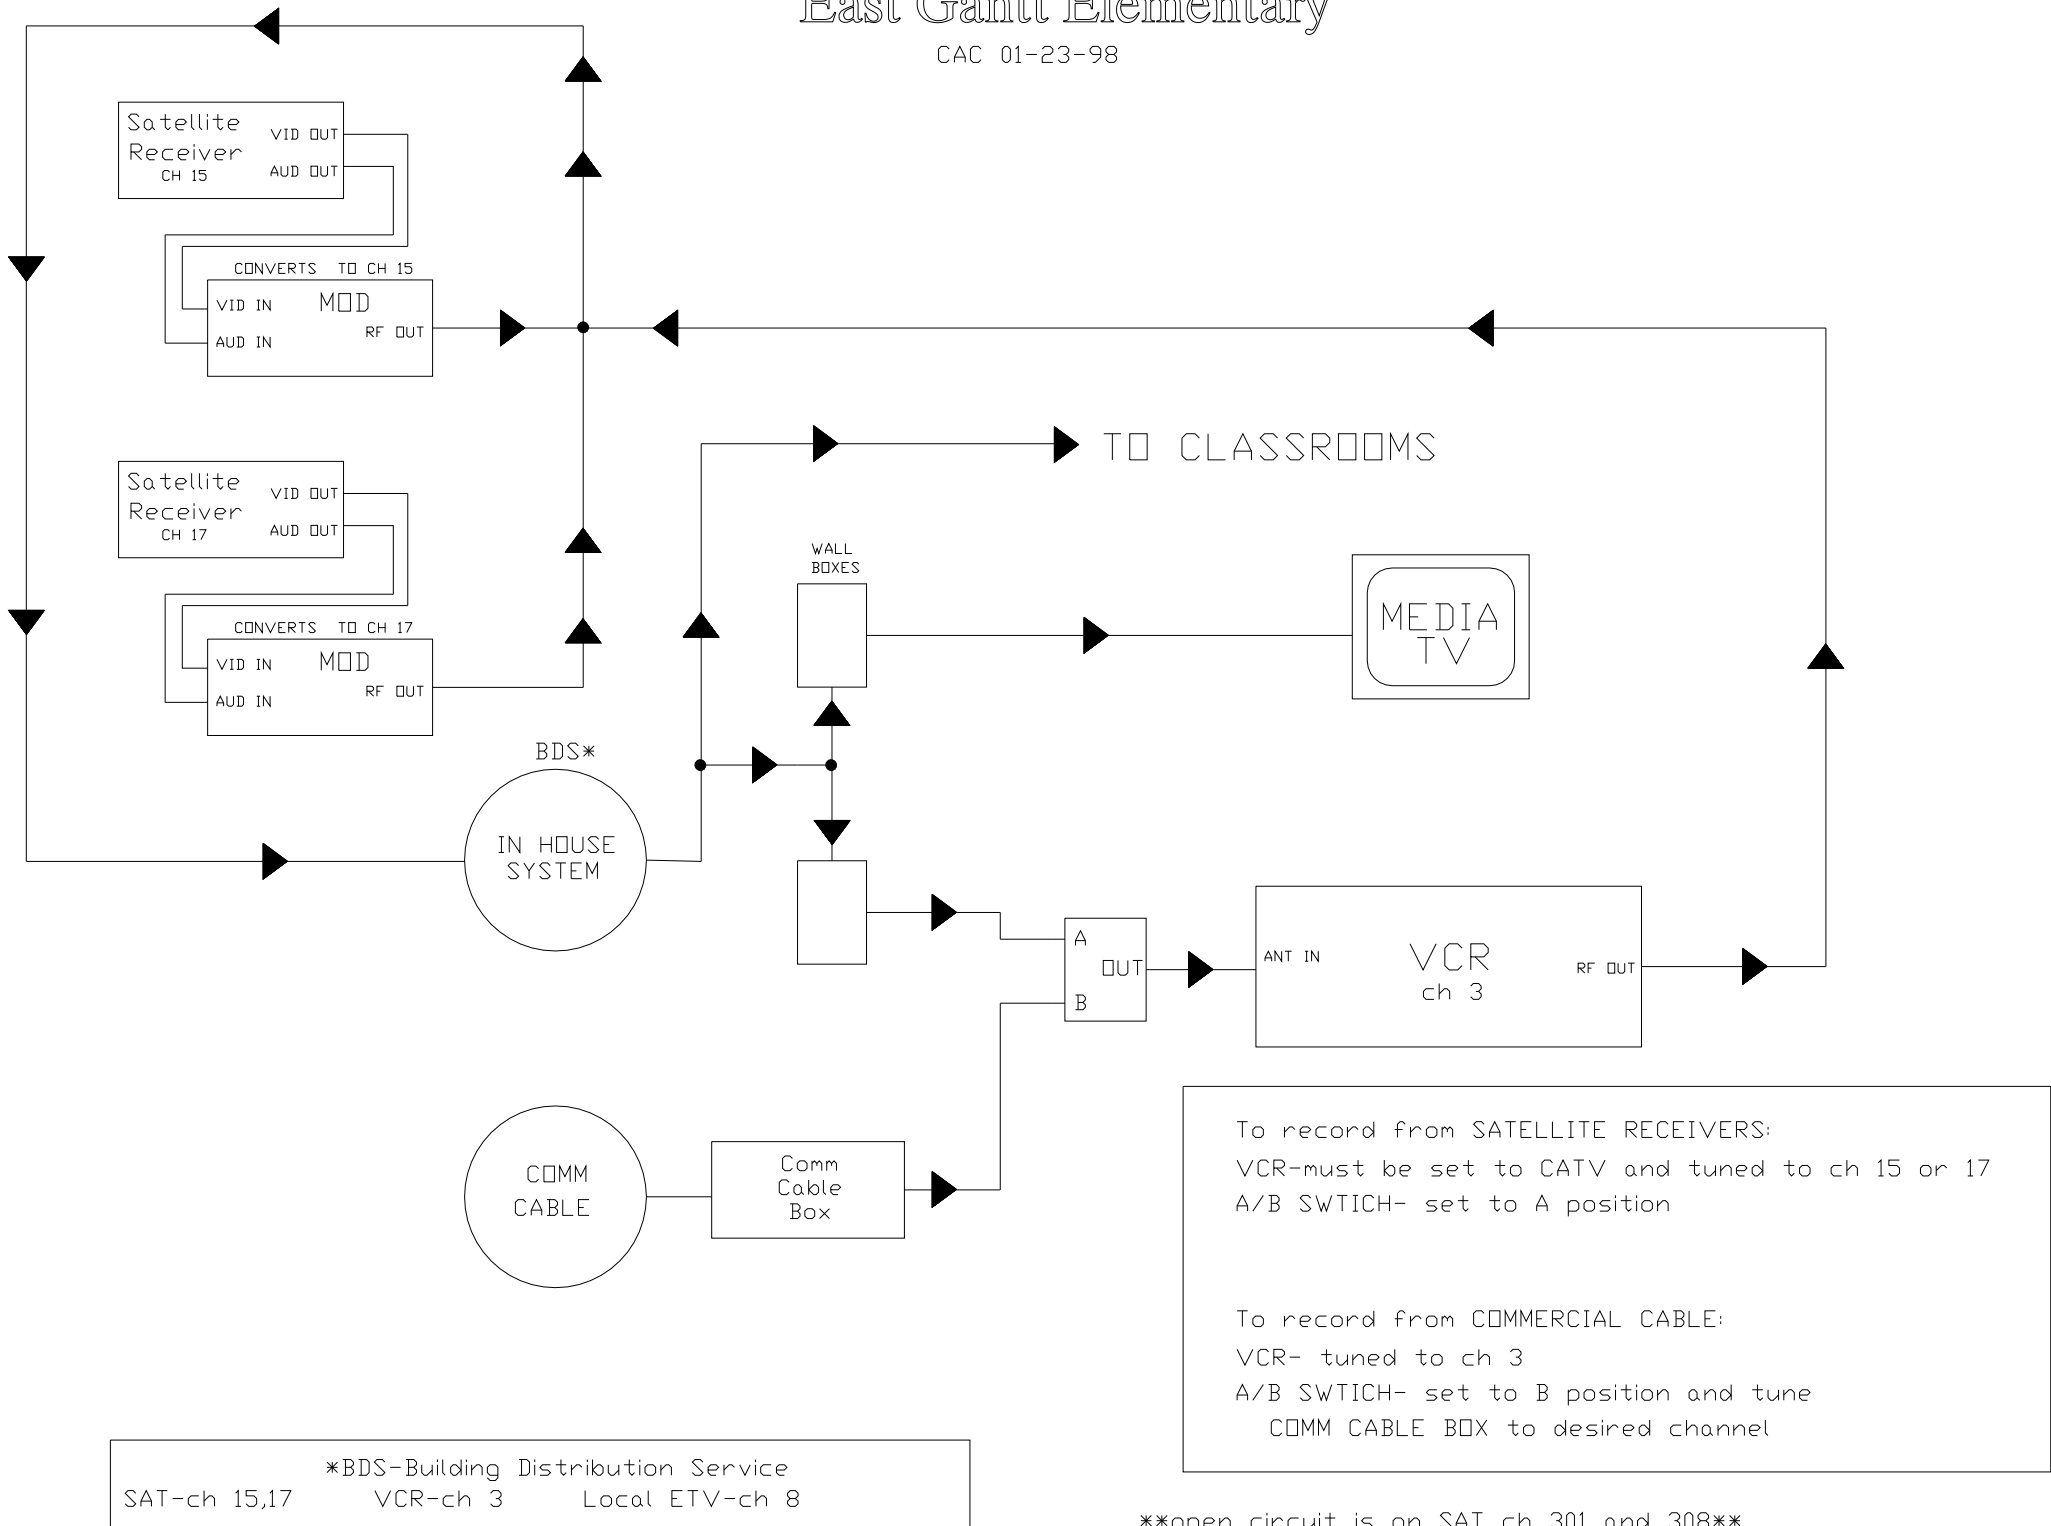 East Gantt Elementary
CAC 01-23-98
Satellite
Receiver
CH 15
VID OUT
AUD OUT
CONVERTS TO CH 15
MOD
VID IN
AUD IN
RF OUT
TO CLASSROOMS
Satellite
Receiver
CH 17
VID OUT
AUD OUT
CONVERTS TO CH 17
MOD
VID IN
AUD IN
RF OUT
WALL
BOXES
MEDIA
TV
BDS*
IN HOUSE
SYSTEM
A
OUT
B
ANT IN
VCR
ch 3
RF OUT
COMM
CABLE
Comm
Cable
Box
To record from SATELLITE RECEIVERS:
VCR-must be set to CATV and tuned to ch 15 or 17
A/B SWTICH- set to A position
To record from COMMERCIAL CABLE:
VCR- tuned to ch 3
A/B SWTICH- set to B position and tune
COMM CABLE BOX to desired channel
*BDS-Building Distribution Service
SAT-ch 15,17 VCR-ch 3 Local ETV-ch 8
**open circuit is on SAT ch 301 and 308**